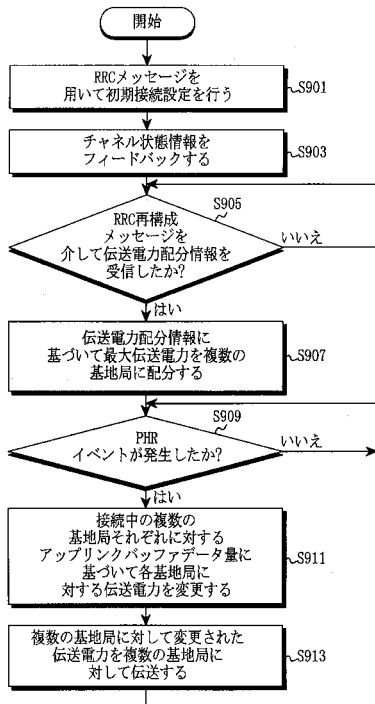 開始
RRCメッセージを
用いて初期接続設定を行う
S901
チャネル状態情報を
フィードバックする
S903
S905
RRC再構成
メッセージを
介して伝送電力配分情報を
受信したか?
いいえ
はい
伝送電力配分情報に
基づいて最大伝送電力を複数の
基地局に配分する
S907
S909
PHR
イベントが発生したか?
いいえ
はい
接続中の複数の
基地局それぞれに対する
アップリンクバッファデータ量に
基づいて各基地局に
対する伝送電力を変更する
S911
複数の基地局に対して変更された
伝送電力を複数の基地局に
対して伝送する
S913